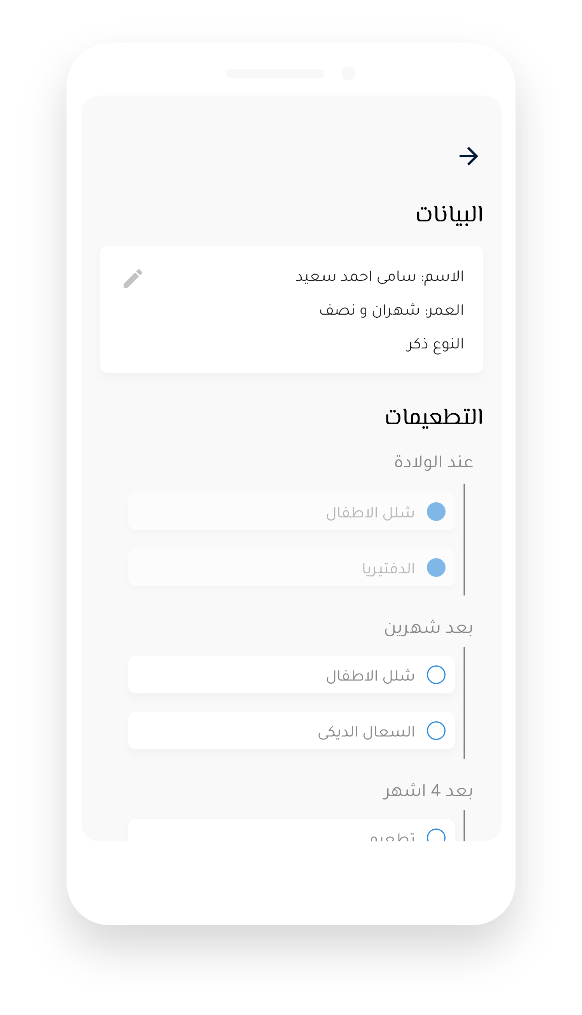 البيانات
الاسم: سامى احمد سعيد
العمر: شهران و نصف
النوع ذكر
التطعيمات
عند الولادة
شلل الاطفال
الدفتيريا
بعد شهرين
شلل الاطفال
السعال الديكى
بعد 4 اشهر
تطعيم